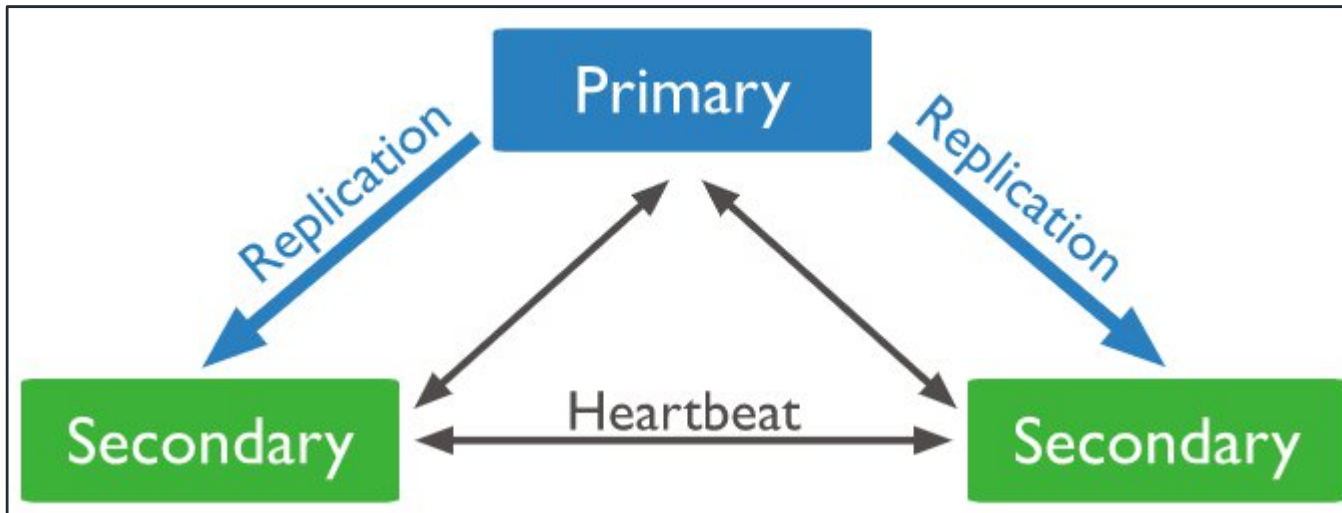 Primary
Replication
Replication
Heartbeat
Secondary
Secondary